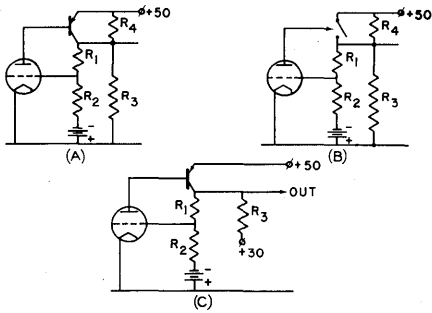 +50
R4
R1
R2
R3
-
+
(A)
+50
R4
R1
R2
R3
-
+
(B)
+50
OUT
R1
R3
R2
+30
-
+
(C)